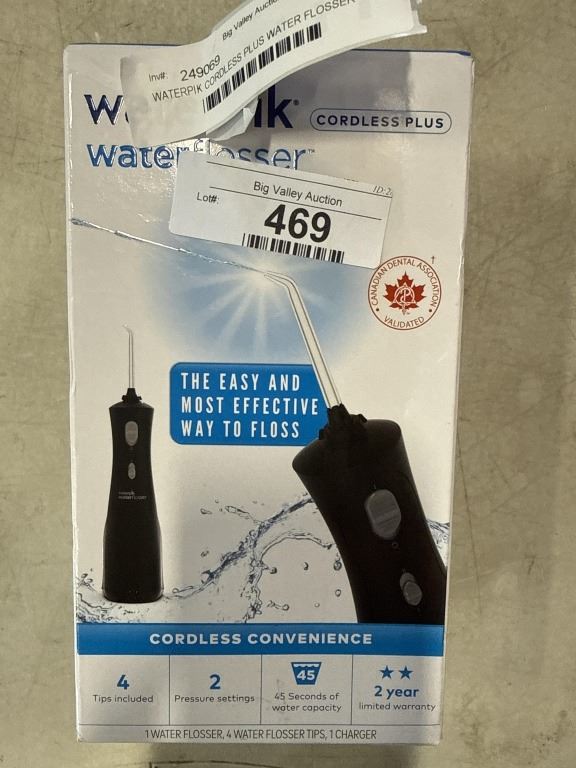 Big Valley Auction
Inv#: 249069
WATERPIK CORDLESS PLUS WATER FLOSSER
CORDLESS PLUS
water flosser™
Big Valley Auction
Lot#: 469
CANADIAN DENTAL ASSOCIATION †
VALIDATED
THE EASY AND
MOST EFFECTIVE
WAY TO FLOSS
waterpik
waterflosser
CORDLESS CONVENIENCE
4
Tips included
2
Pressure settings
45
45 Seconds of
water capacity
2 year
limited warranty
1 WATER FLOSSER, 4 WATER FLOSSER TIPS, 1 CHARGER